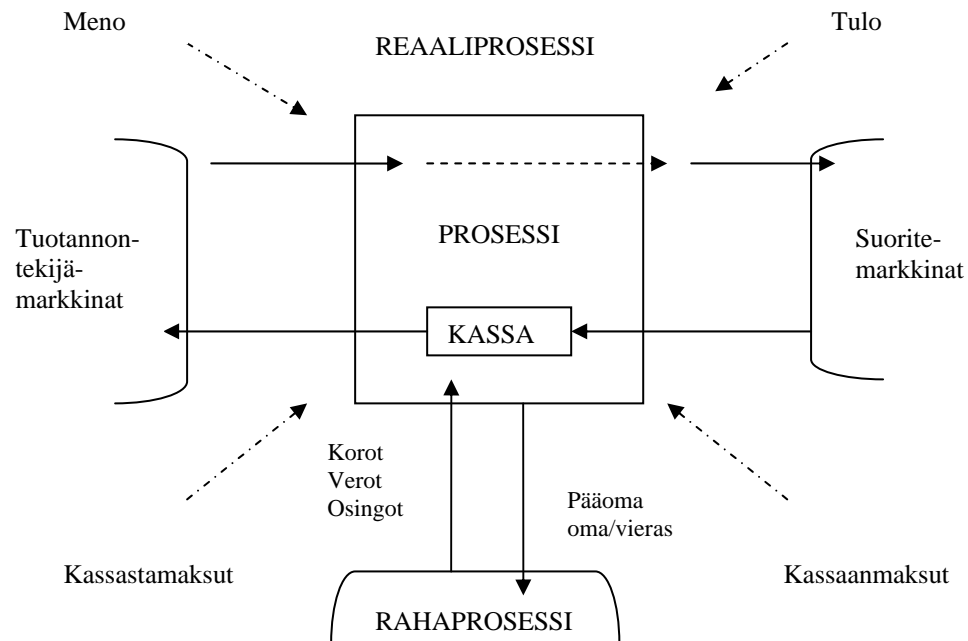 Meno
Tulo
REAALIPROSESSI
Tuotannon-
tekijä-
markkinat
PROSESSI
Suorite-
markkinat
KASSA
Korot
Verot
Osingot
Pääoma
oma/vieras
Kassastamaksut
Kassaanmaksut
RAHAPROSESSI